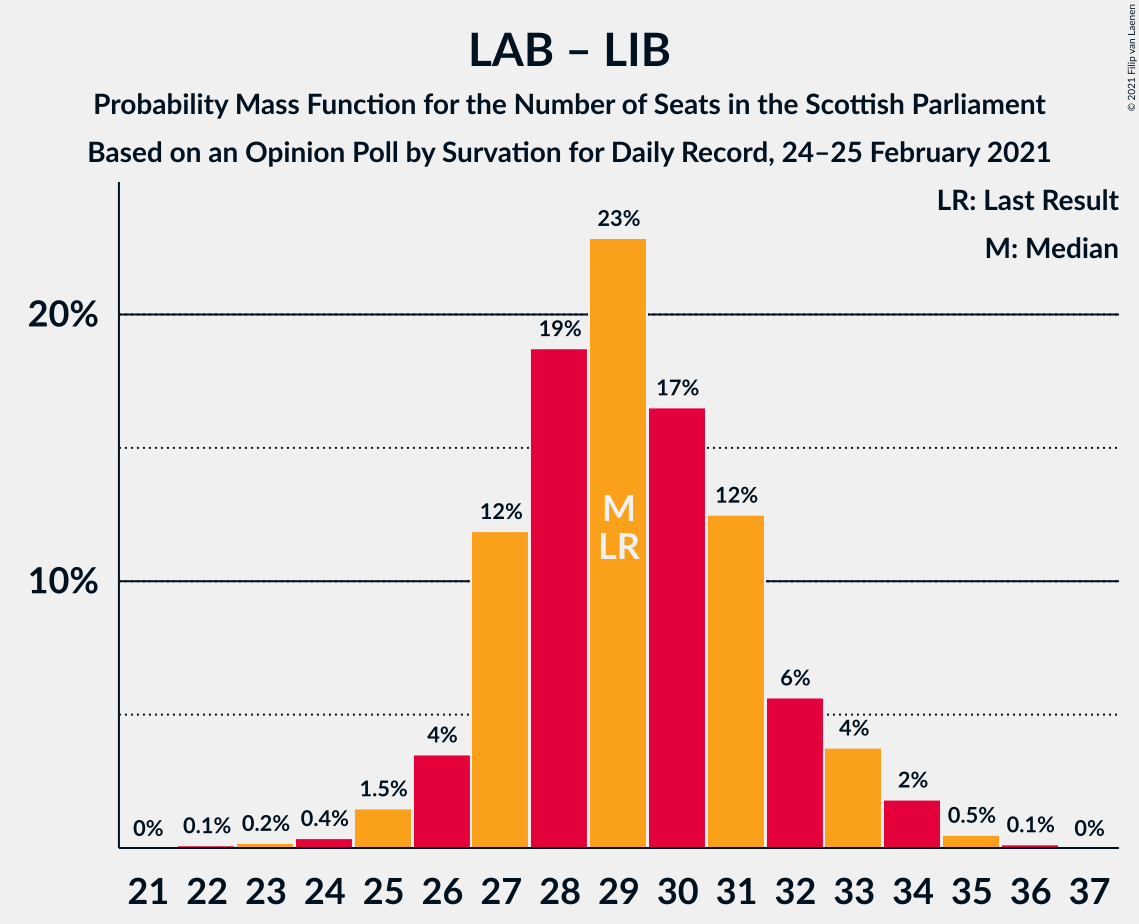 LAB – LIB
Probability Mass Function for the Number of Seats in the Scottish Parliament
Based on an Opinion Poll by Survation for Daily Record, 24–25 February 2021
© 2021 Filip van Laenen
LR: Last Result
M: Median
20%
10%
0%
0.1%
0.2%
0.4%
1.5%
4%
12%
19%
23%
17%
12%
6%
4%
2%
0.5%
0.1%
0%
M
LR
21 22 23 24 25 26 27 28 29 30 31 32 33 34 35 36 37